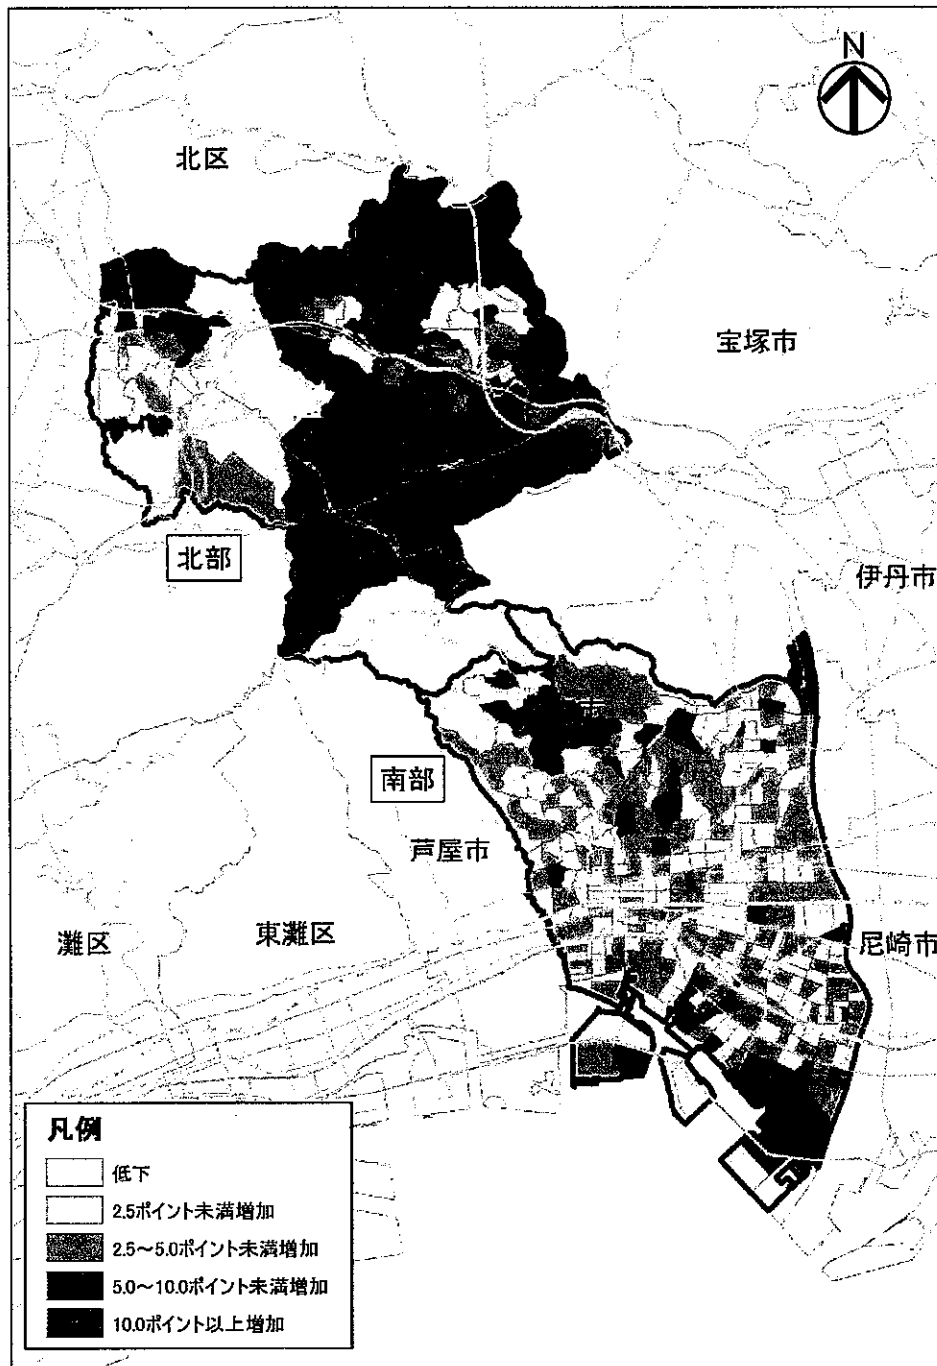 N
北区
宝塚市
北部
伊丹市
市
南部
芦屋市
灘区
東灘区
尼崎市
凡例
低下
2.5ポイント未満増加
2.5～5.0ポイント未満増加
5.0～10.0ポイント未満増加
10.0ポイント以上増加